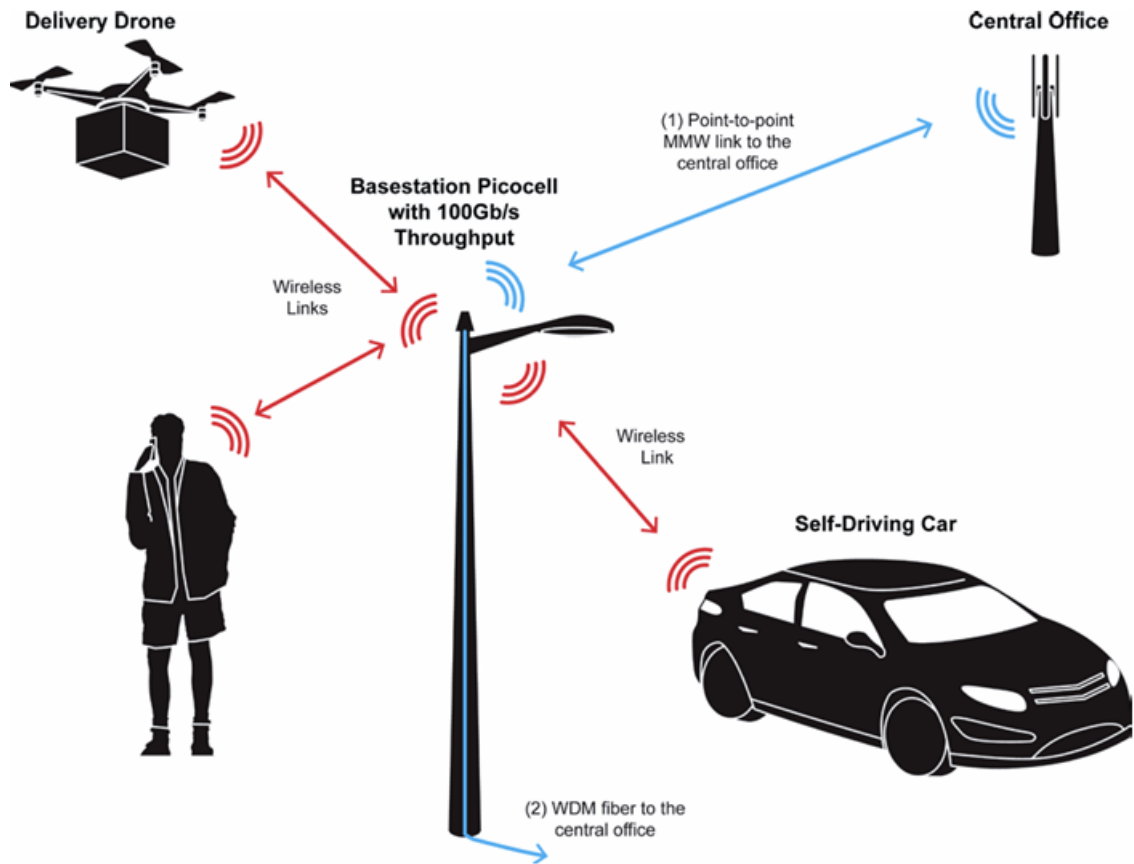 Delivery Drone
Central Office
(1) Point-to-point
MMW link to the
central office
Basestation Picocell
with 100Gb/s
Throughput
Wireless
Links
Wireless
Link
Self-Driving Car
(2) WDM fiber to the
central office